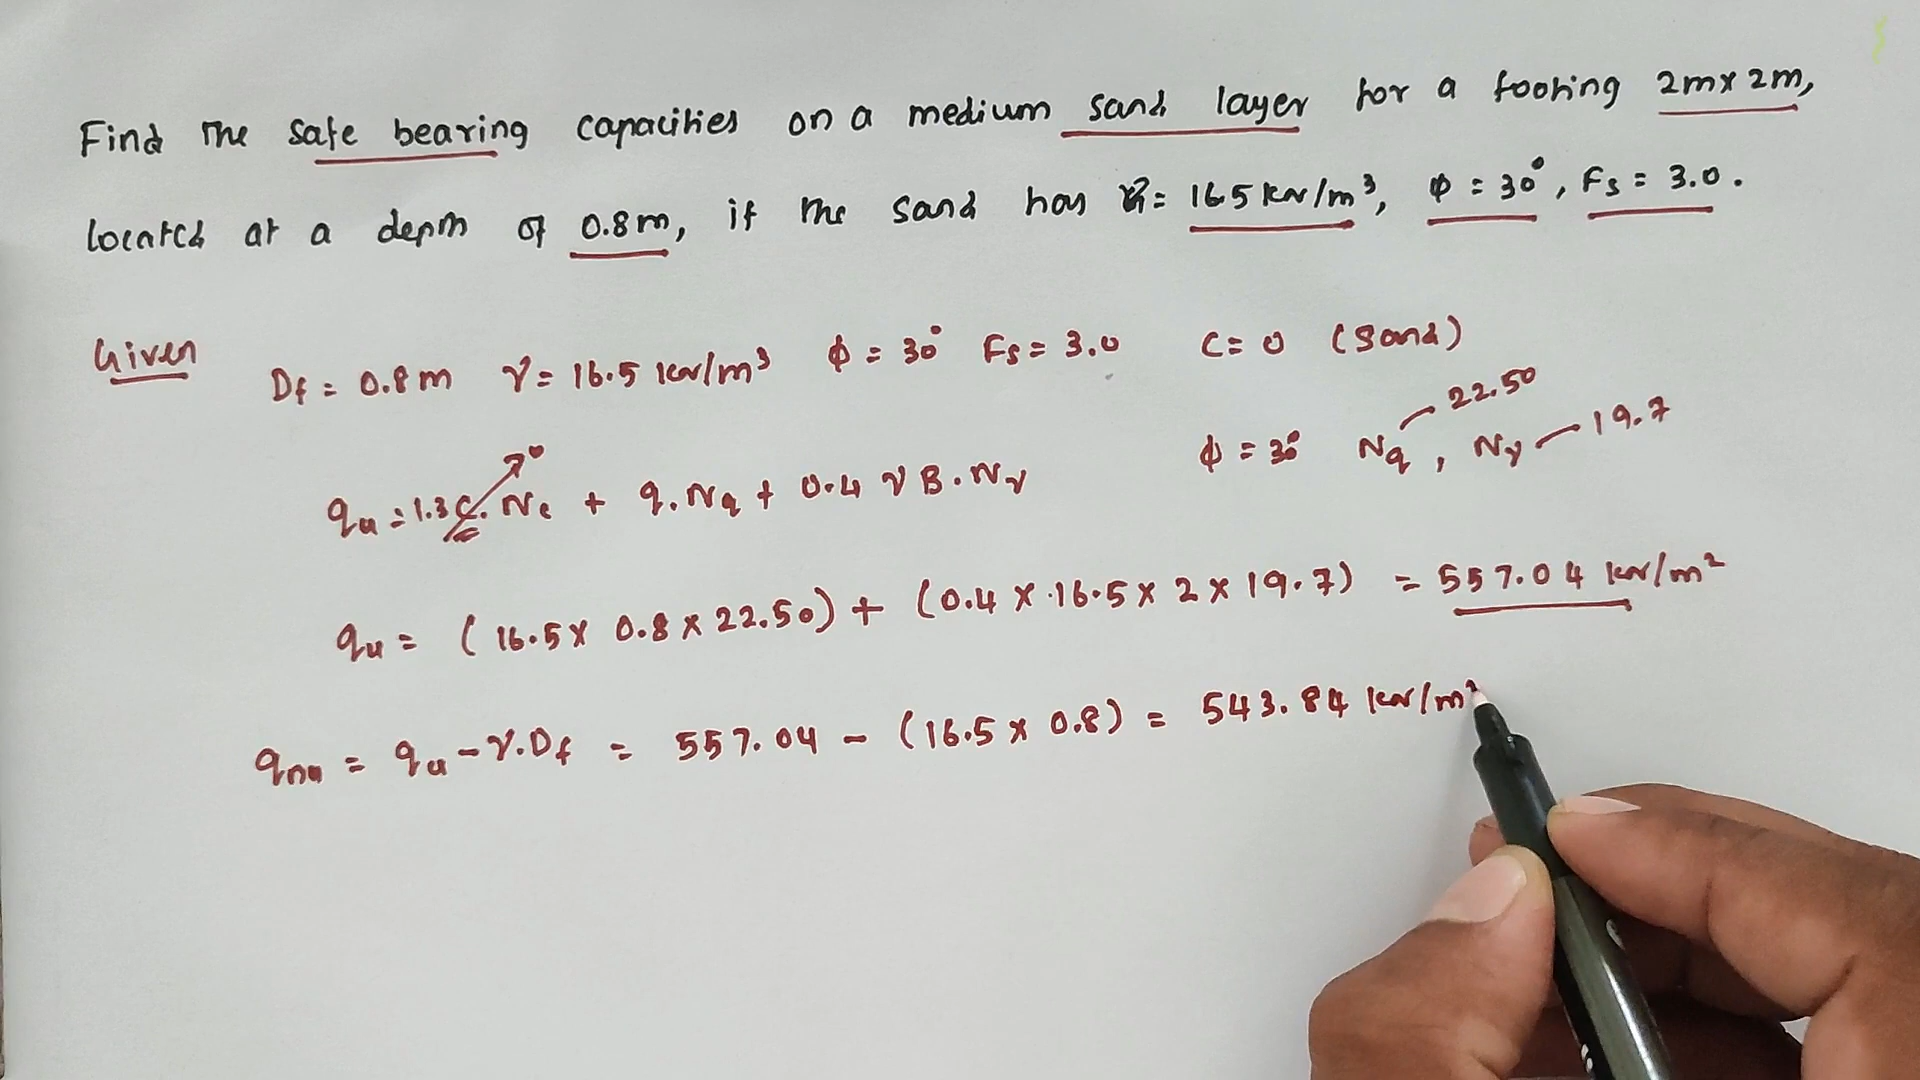 Find the safe bearing capacities on a medium sand layer for a footing 2m x 2m,
located at a depth of 0.8m, if the sand has γ = 16.5 kN/m³, φ = 30°, Fs = 3.0.
Given
Df = 0.8m γ = 16.5 kN/m³ φ = 30° Fs = 3.0 C = 0 (Sand)
φ = 30° Nq 22.50, Nγ 19.7
qu = 1.3 C. Nc 0 + q. Nq + 0.4 γ B. Nγ
qu = (16.5 x 0.8 x 22.50) + (0.4 x 16.5 x 2 x 19.7) = 557.04 kN/m²
qnu = qu - γ. Df = 557.04 - (16.5 x 0.8) = 543.84 kN/m²